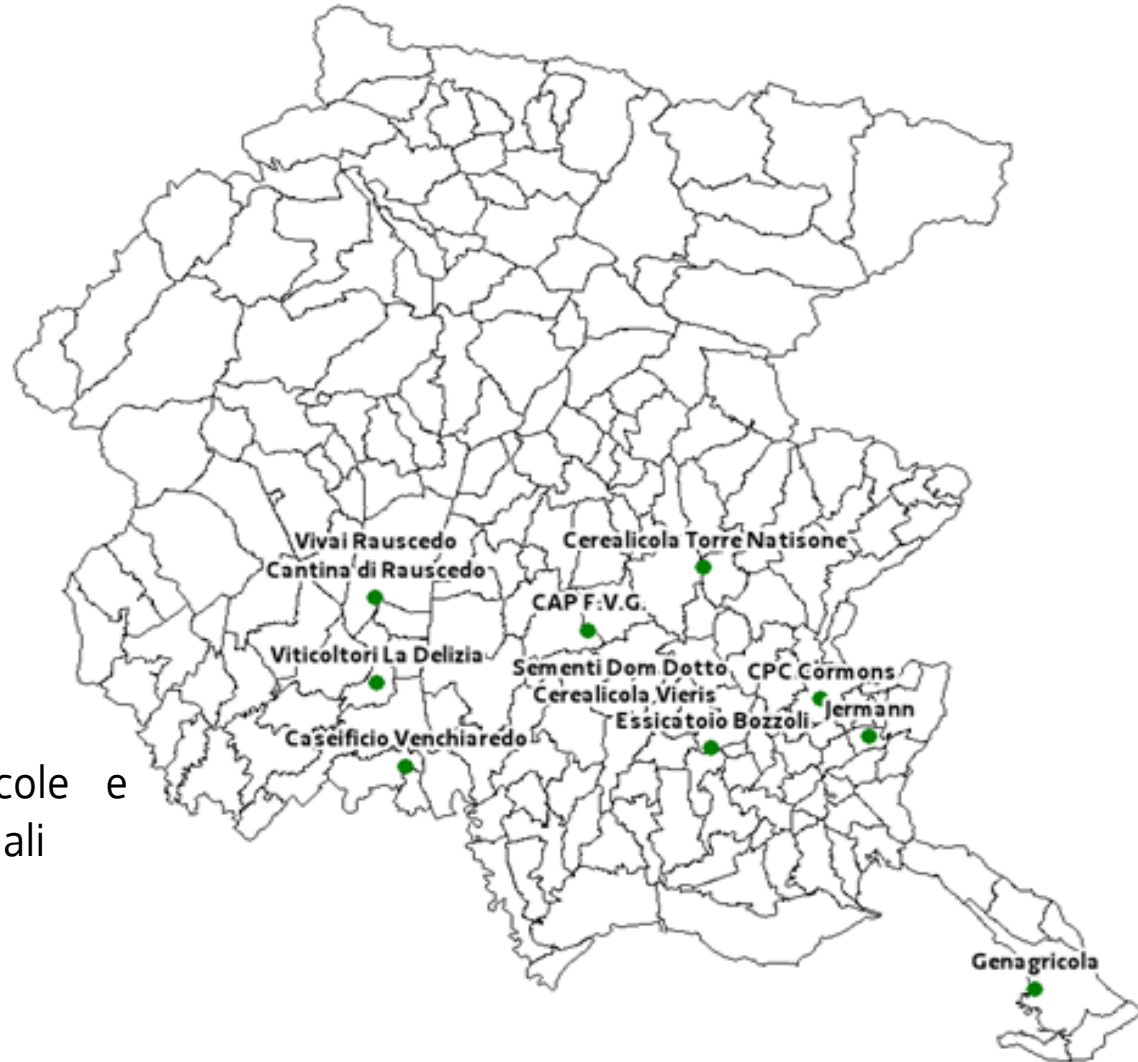 Vivai Rauscedo
Cantina di Rauscedo
Cerealicola Torre Natisone
CAP F.V.G.
Viticoltori La Delizia
Sementi Dom Dotto
Cerealicola Vieris
CPC Cormons
Essicatoio Bozzoli
Jermann
Caseificio Venchiaredo
cole e
ali
Genagricola